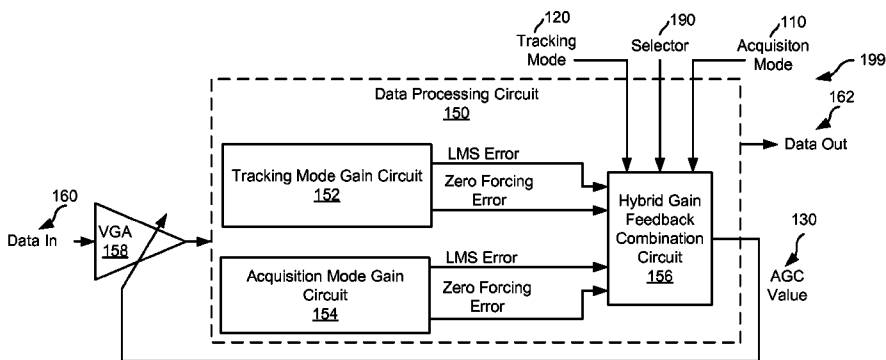 120
Tracking
Mode
190
Selector
110
Acquisiton
Mode
199
Data Processing Circuit
150
162
Data Out
Tracking Mode Gain Circuit
152
LMS Error
Zero Forcing
Error
Hybrid Gain
Feedback
Combination
Circuit
156
160
Data In
VGA
158
Acquisition Mode Gain
Circuit
154
LMS Error
Zero Forcing
Error
130
AGC
Value